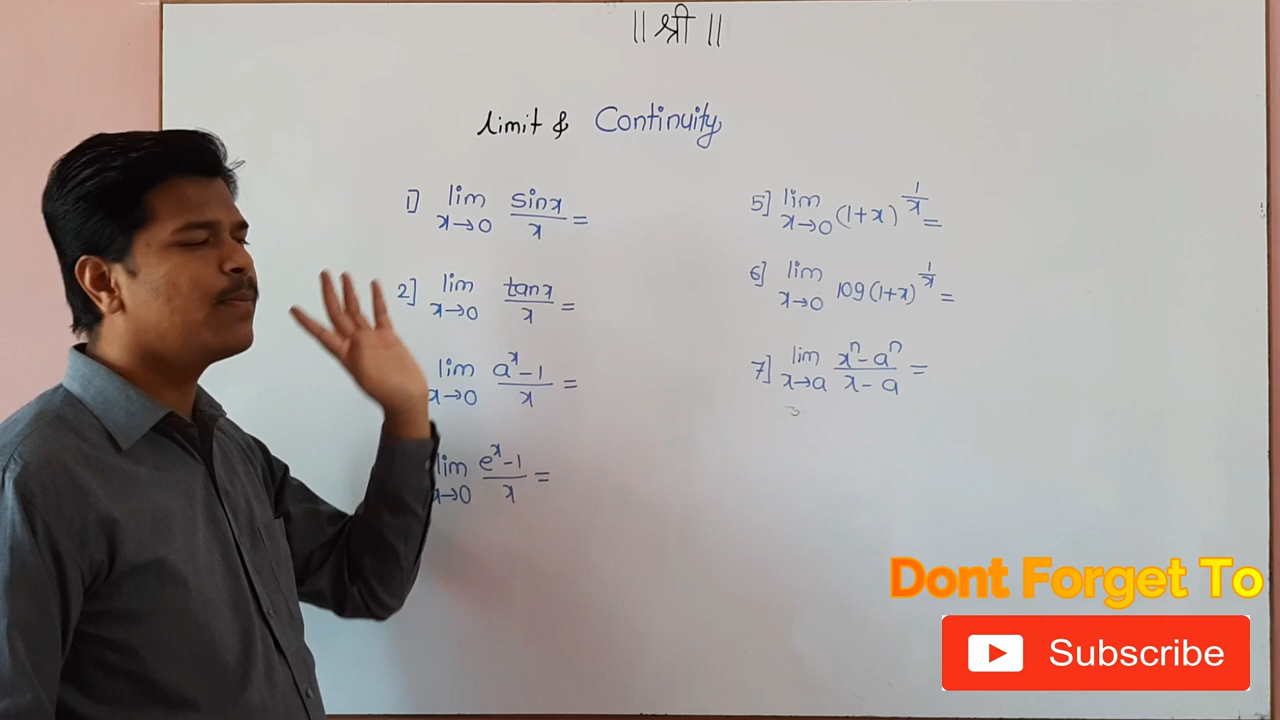 ॥ श्री ॥
Limit & Continuity
1] lim x→0 sinx/x =
2] lim x→0 tanx/x =
lim x→0 a^x-1/x =
lim x→0 e^x-1/x =
5] lim x→0 (1+x)^1/x =
6] lim x→0 log(1+x)^1/x =
7] lim x→a x^n-a^n/x-a =
Dont Forget To
Subscribe